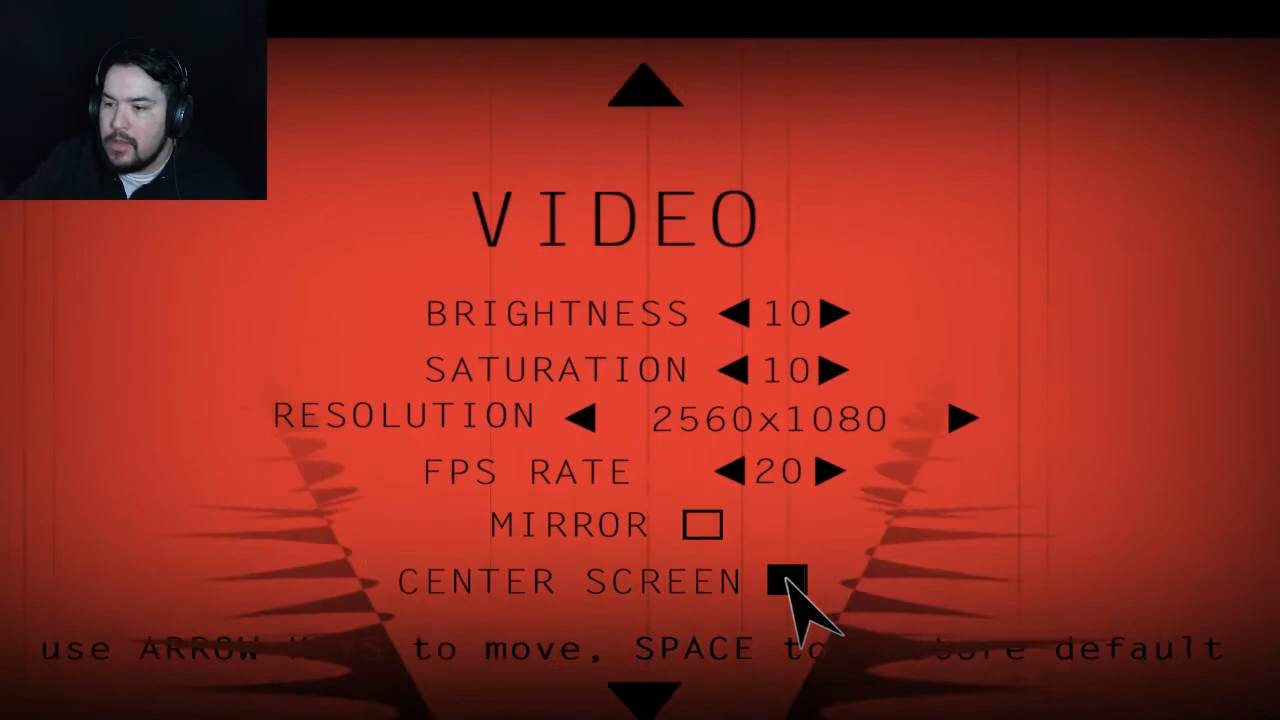 VIDEO
BRIGHTNESS 10
SATURATION 10
RESOLUTION 2560x1080
FPS RATE 20
MIRROR
CENTER SCREEN
use ARROW to move, SPACE to default